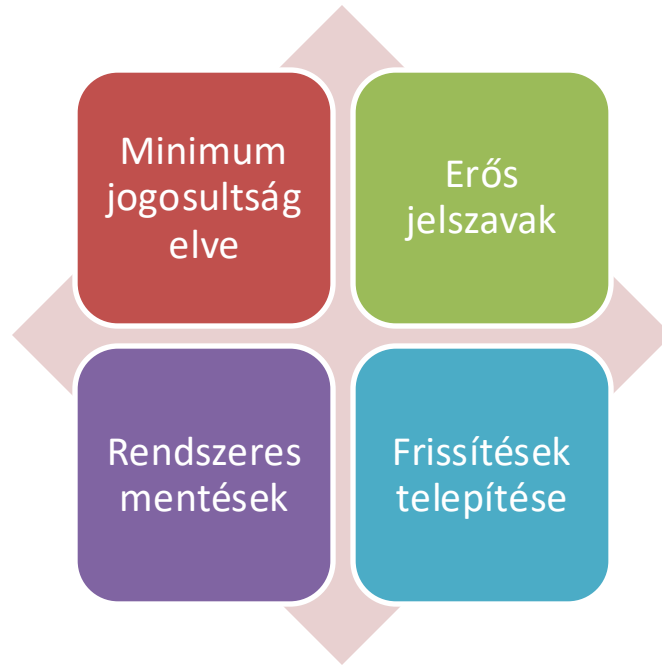 Minimum
jogosultság
elve
Erős
jelszavak
Rendszeres
mentések
Frissítések
telepítése